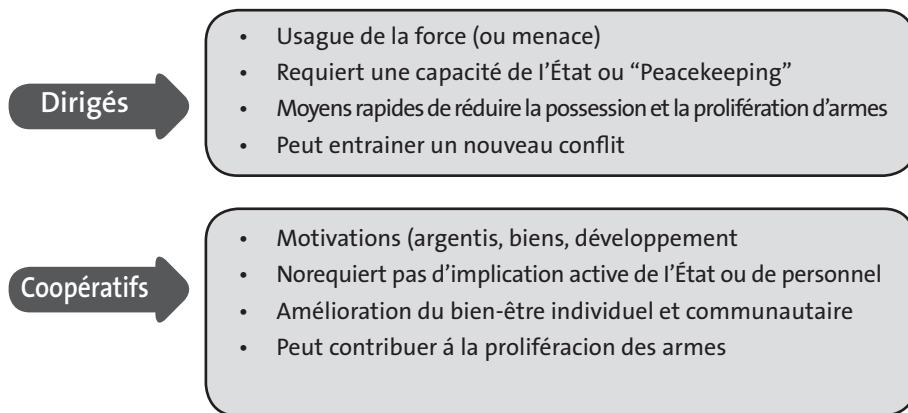 Dirigés
• Usague de la force (ou menace)
• Requiert une capacité de l'État ou “Peacekeeping”
• Moyens rapides de réduire la possession et la prolifération d'armes
• Peut entrainer un nouveau conflit
Coopératifs
• Motivations (argentis, biens, développement
• Norequiert pas d'implication active de l'État ou de personnel
• Amélioration du bien-être individuel et communautaire
• Peut contribuer á la proliféracion des armes